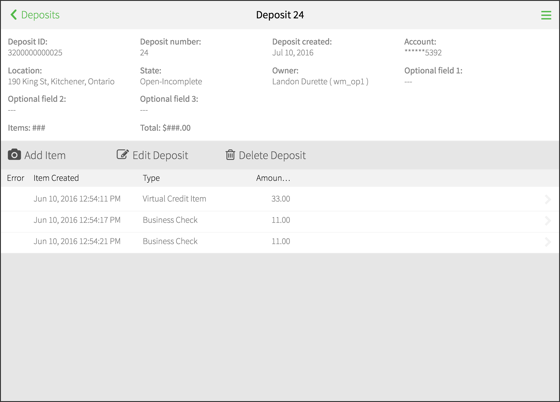 Deposits
Deposit 24
Deposit ID: Deposit number: Deposit created: Account:
3200000000025 24 Jul 10, 2016 ******5392
Location: State: Owner: Optional field 1:
190 King St, Kitchener, Ontario Open-Incomplete Landon Durette ( wm_op1 ) ---
Optional field 2: Optional field 3:
--- ---
Items: ### Total: $###.00
Add Item Edit Deposit Delete Deposit
Error Item Created Type Amoun…
Jun 10, 2016 12:54:11 PM Virtual Credit Item 33.00
Jun 10, 2016 12:54:17 PM Business Check 11.00
Jun 10, 2016 12:54:21 PM Business Check 11.00